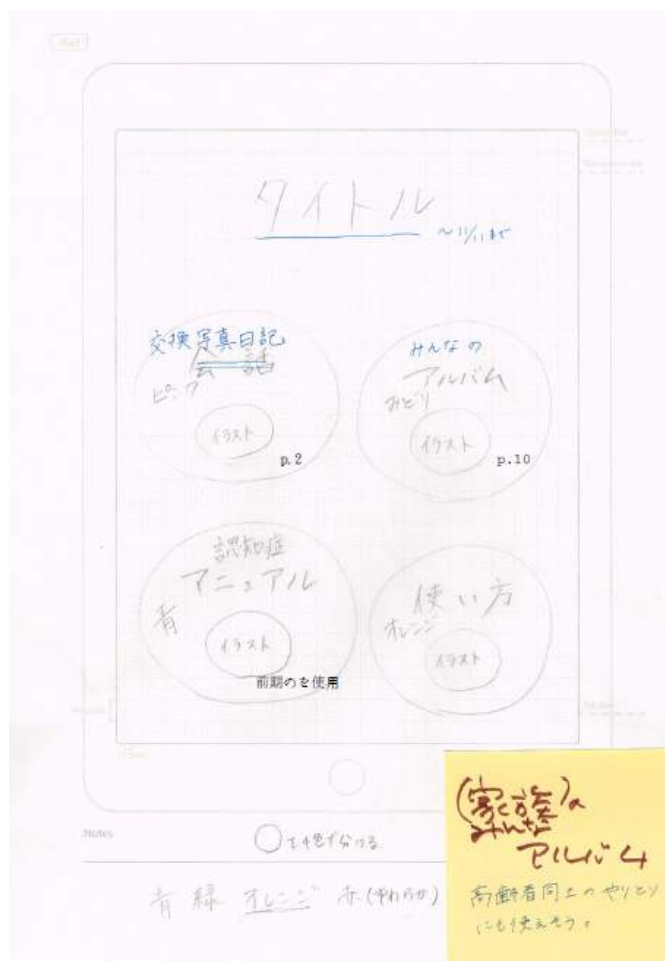 タイトル
~11/11まで
交換写真日記
会話
ピンク
イラスト
p.2
みんなの
アルバム
みどり
イラスト
p.10
認知症
マニュアル
青
イラスト
前期のを使用
使い方
オレンジ
イラスト
Notes
○を4色で分ける
青 緑 オレンジ 赤(やわらか)
(家族)の
みんな
アルバム
高齢者同士のやりとり
にも使えそう。